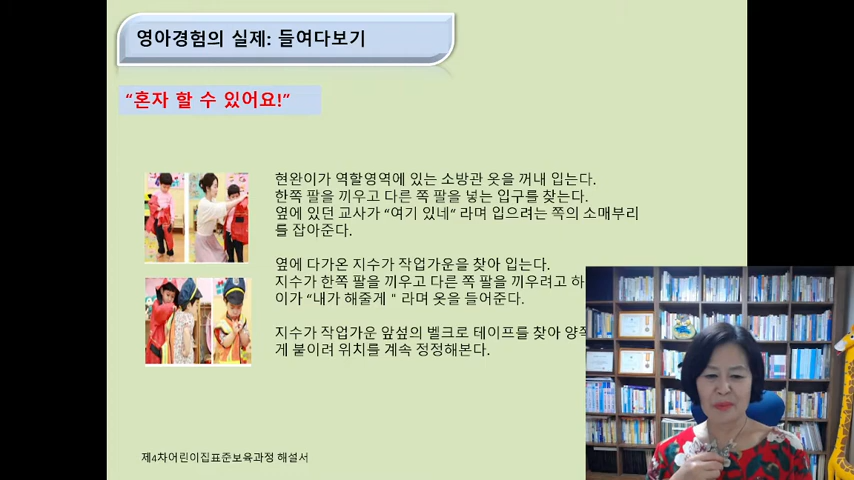 영아경험의 실제: 들여다보기
“혼자 할 수 있어요!”
현완이가 역할영역에 있는 소방관 옷을 꺼내 입는다.
한쪽 팔을 끼우고 다른 쪽 팔을 넣는 입구를 찾는다.
옆에 있던 교사가 “여기 있네“ 라며 입으려는 쪽의 소매부리
를 잡아준다.
옆에 다가온 지수가 작업가운을 찾아 입는다.
지수가 한쪽 팔을 끼우고 다른 쪽 팔을 끼우려고 하
이가 “내가 해줄게 " 라며 옷을 들어준다.
지수가 작업가운 앞섶의 벨크로 테이프를 찾아 양쪽
게 붙이려 위치를 계속 정정해본다.
제4차어린이집표준보육과정 해설서